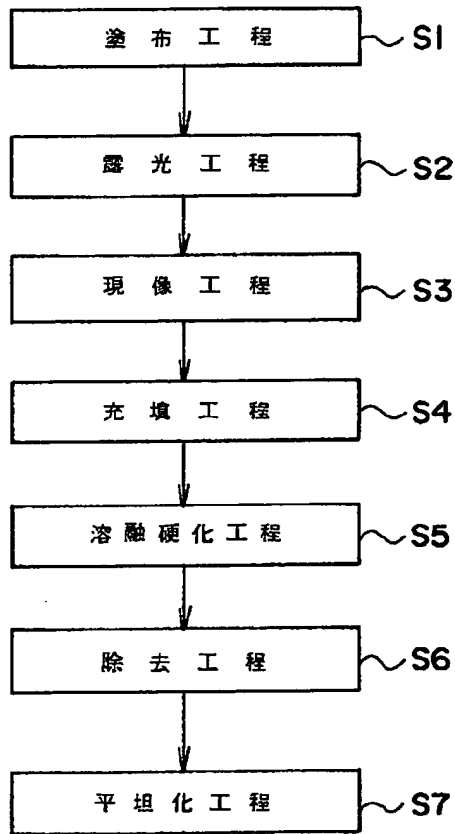 塗布工程 S1
露光工程 S2
現像工程 S3
充填工程 S4
溶融硬化工程 S5
除去工程 S6
平坦化工程 S7